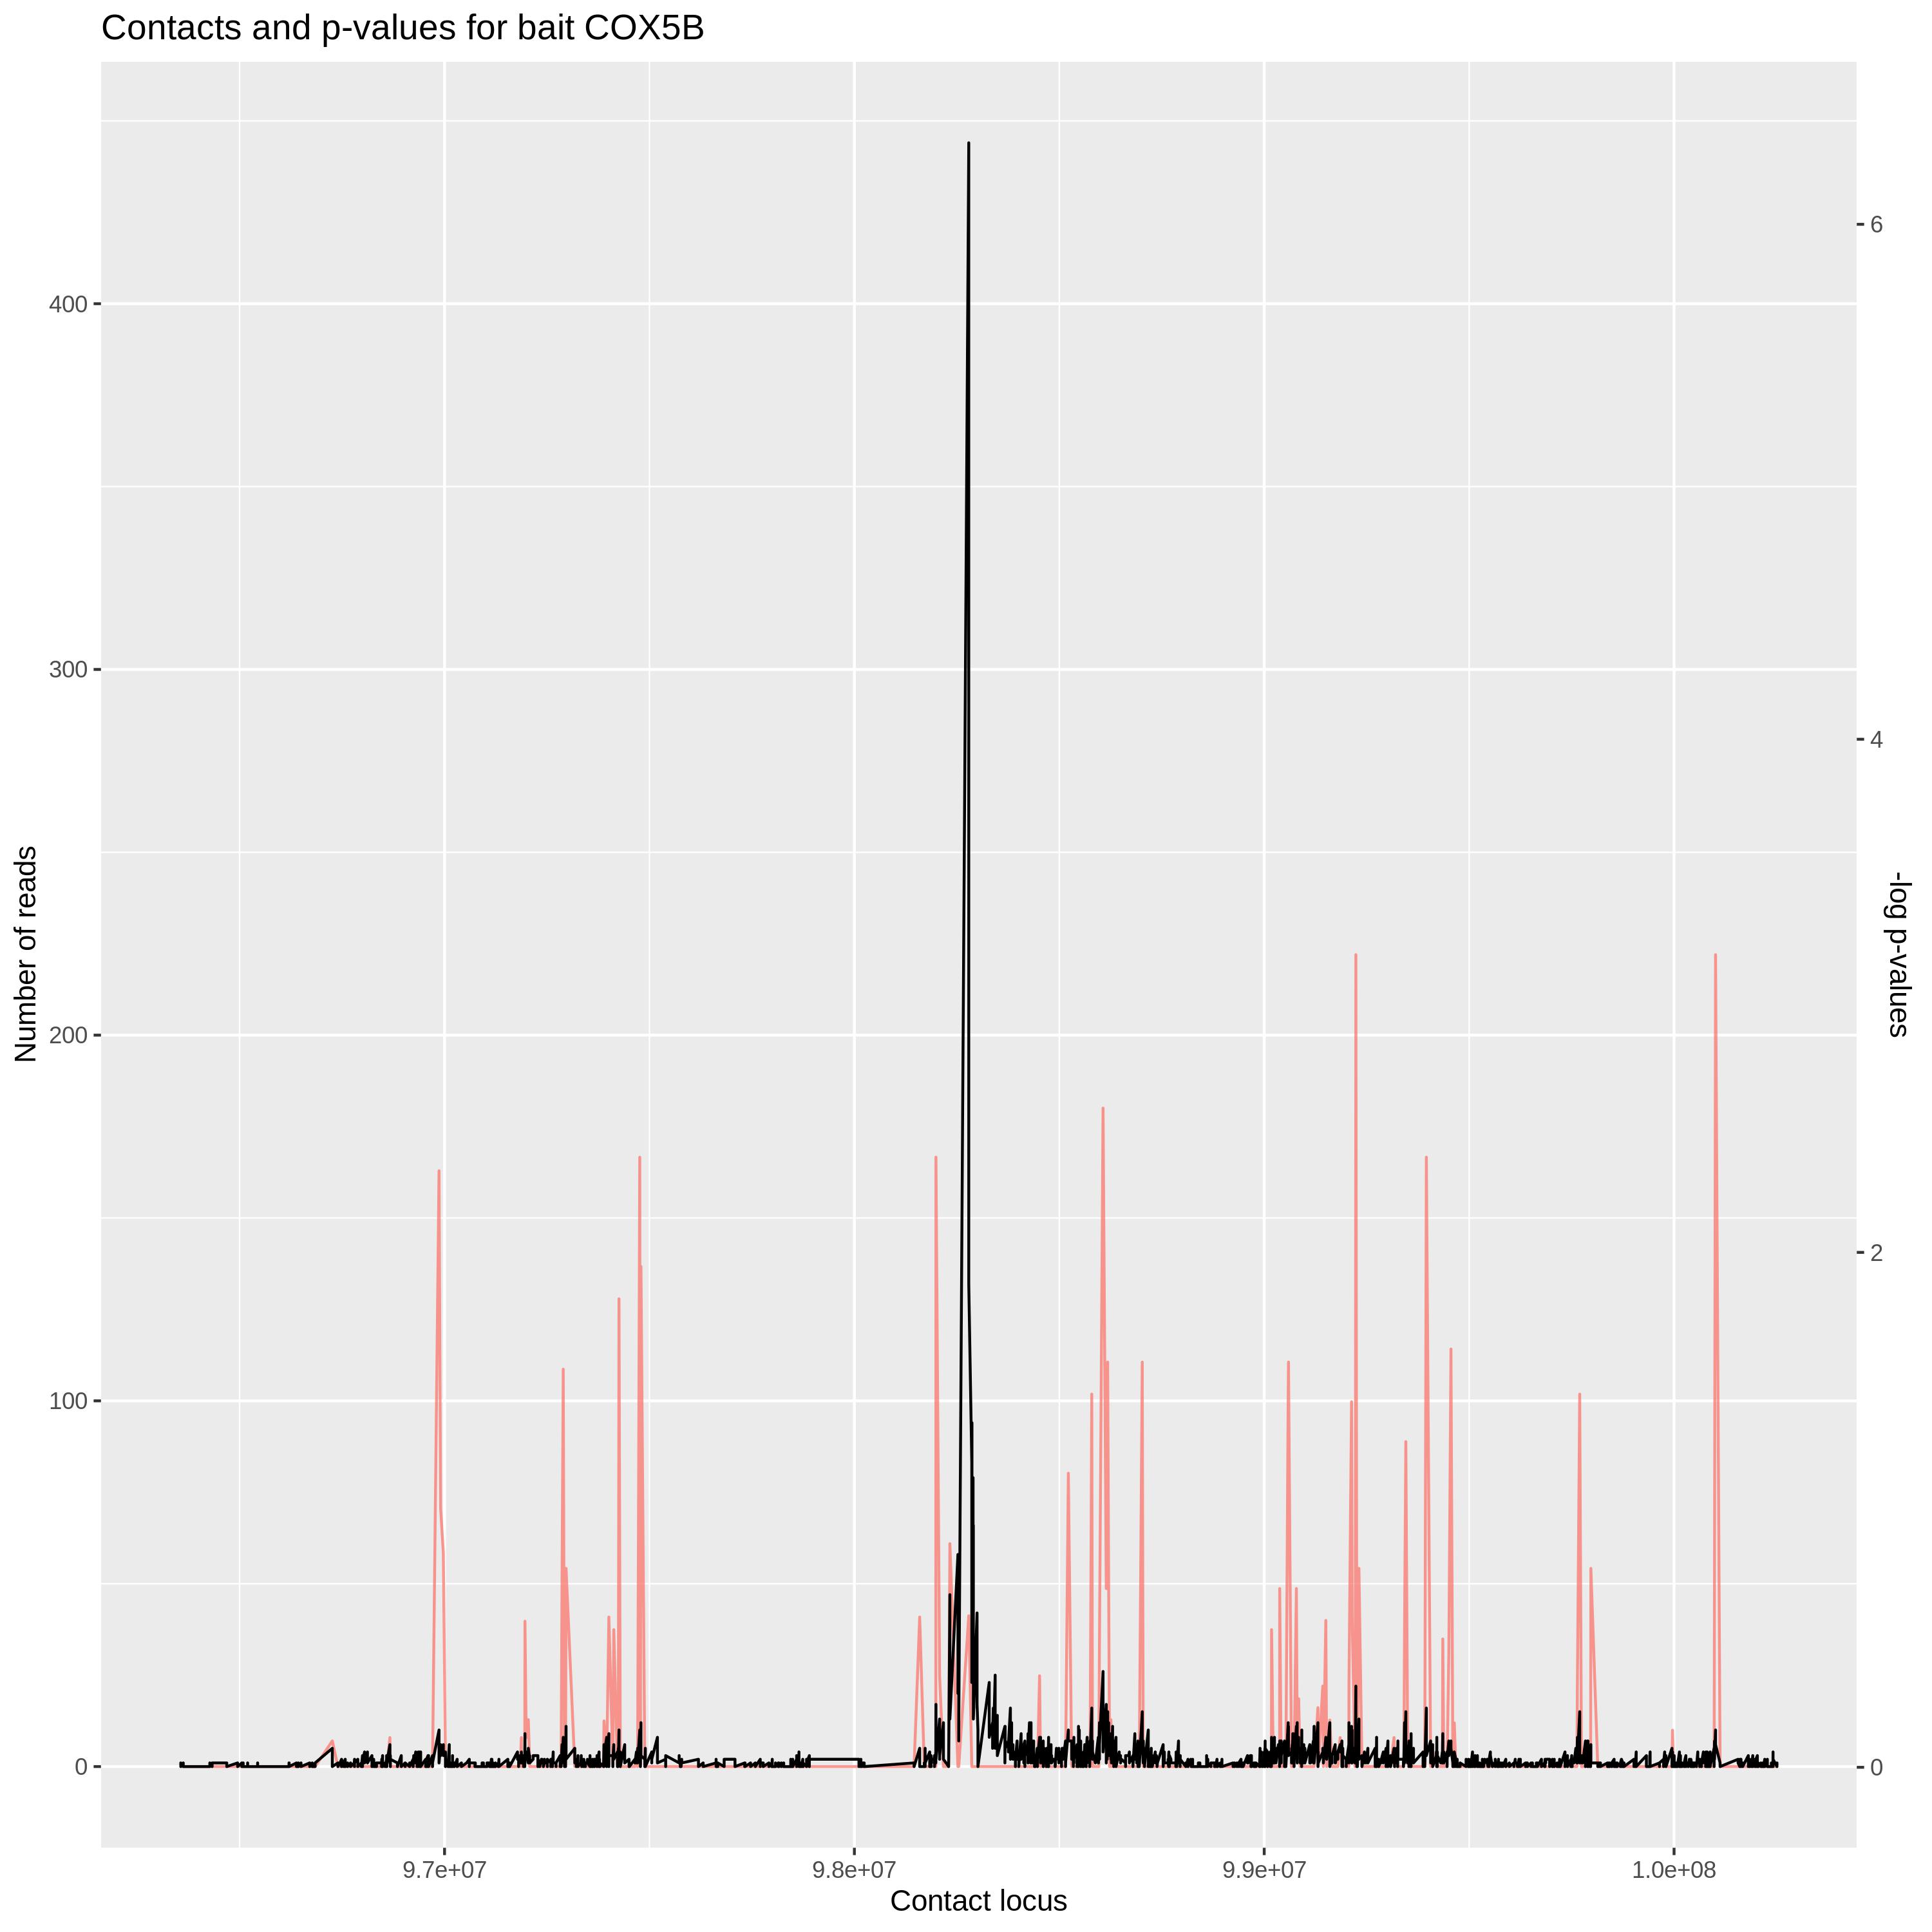 Contacts and p-values for bait COX5B
Number of reads
400
300
200
100
0
6
4
2
0
-log p-values
9.7e+07
9.8e+07
9.9e+07
1.0e+08
Contact locus